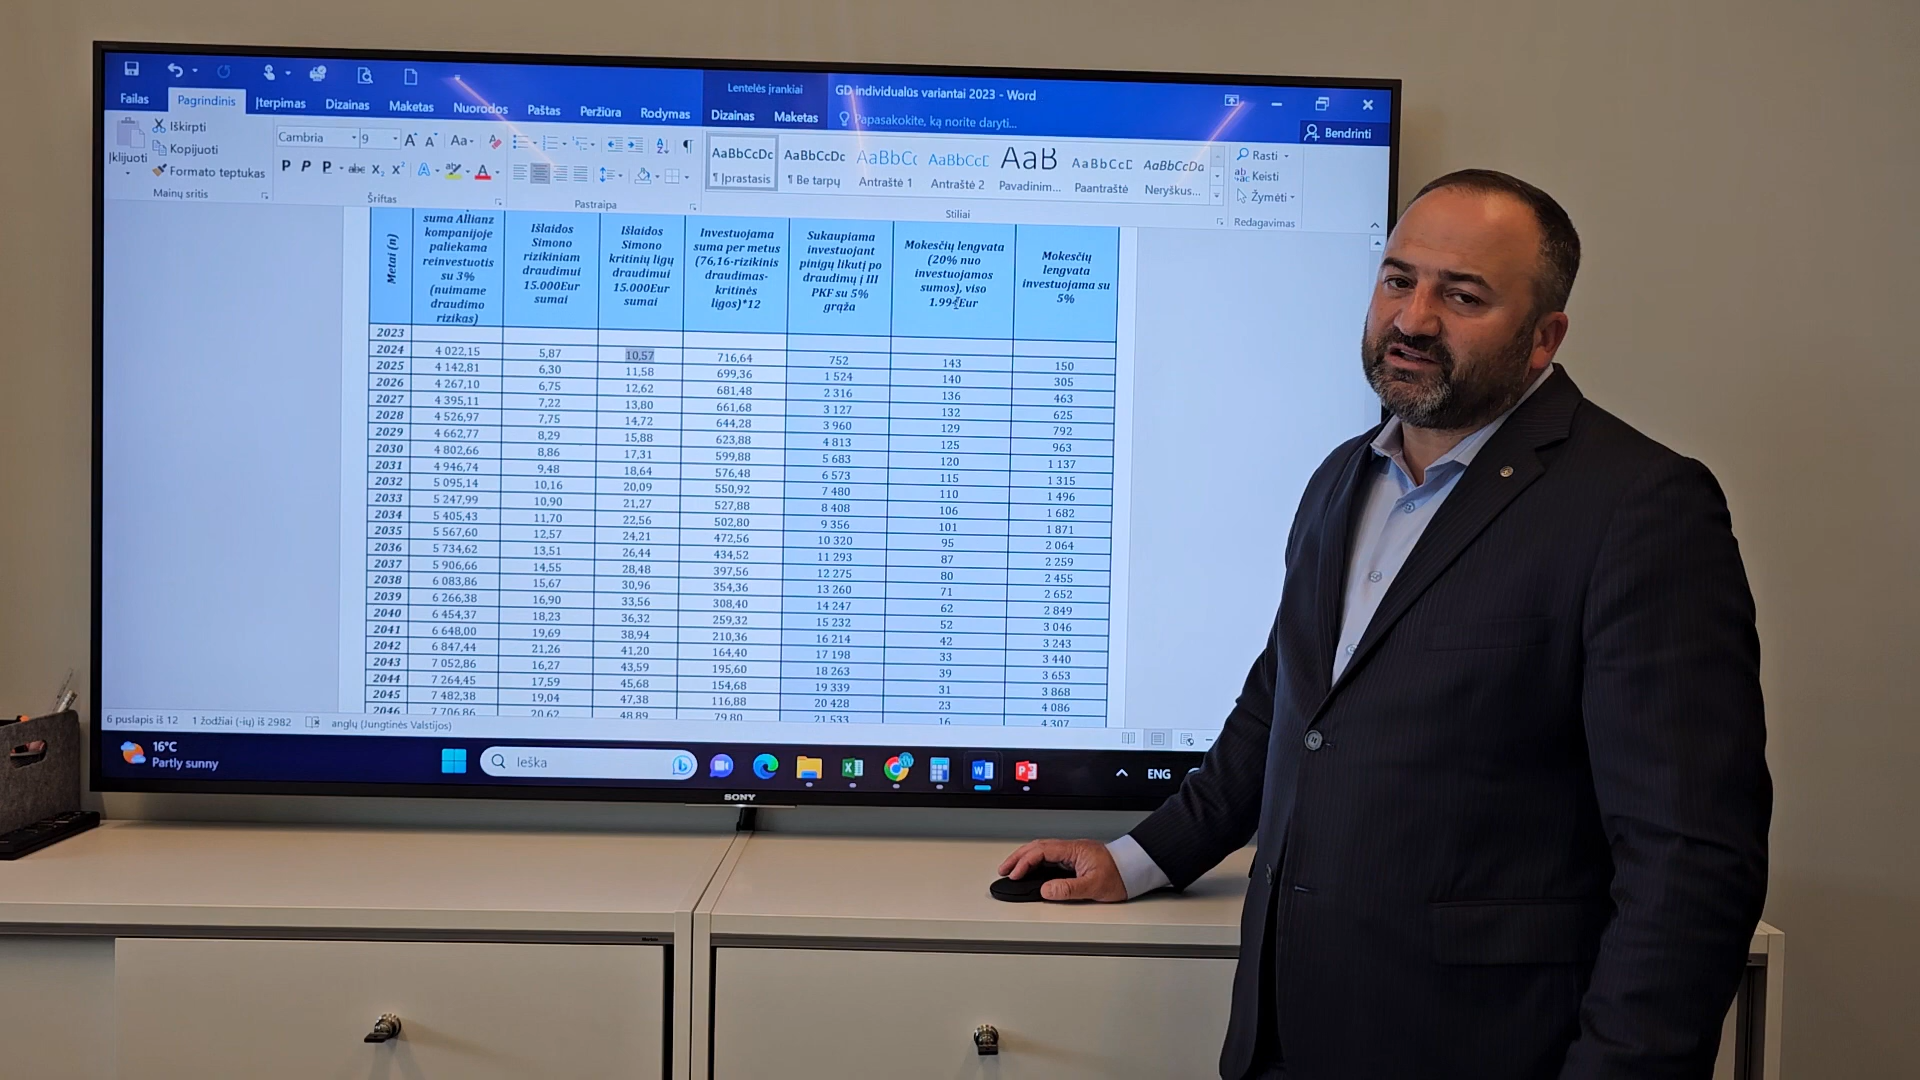 Lentelės įrankiai
GD individualūs variantai 2023 - Word
Failas Pagrindinis Įterpimas Dizainas Maketas Nuorodos Paštas Peržiūra Rodymas Dizainas Maketas Papasakokite, ką norite daryti... Bendrinti
Įklijuoti
Iškirpti
Kopijuoti
Formato teptukas
Mainų sritis
Cambria 9
Aa
P P P abc X₂ X² A A
Šriftas
Pastraipa
AaBbCcDc AaBbCcDc AaBbCc AaBbCcE AaB AaBbCcC AaBbCcDa
¶ Įprastasis ¶ Be tarpų Antraštė 1 Antraštė 2 Pavadinim... Paantraštė Neryškus...
Stiliai
Rasti
Keisti
Žymėti
Redagavimas
Metai (n)
suma Allianz
kompanijoje
paliekama
reinvestuotis
su 3%
(nuimame
draudimo
rizikas)
Išlaidos
Simono
rizikiniam
draudimui
15.000Eur
sumai
Išlaidos
Simono
kritinių ligų
draudimui
15.000Eur
sumai
Investuojama
suma per metus
(76,16-rizikinis
draudimas-
kritinės
ligos)*12
Sukaupiama
investuojant
pinigų likutį po
draudimų į III
PKF su 5%
grąža
Mokesčių lengvata
(20% nuo
investuojamos
sumos), viso
1.994Eur
Mokesčių
lengvata
investuojama su
5%
2023
2024 4 022,15 5,87 10,57 716,64 752 143 150
2025 4 142,81 6,30 11,58 699,36 1 524 140 305
2026 4 267,10 6,75 12,62 681,48 2 316 136 463
2027 4 395,11 7,22 13,80 661,68 3 127 132 625
2028 4 526,97 7,75 14,72 644,28 3 960 129 792
2029 4 662,77 8,29 15,88 623,88 4 813 125 963
2030 4 802,66 8,86 17,31 599,88 5 683 120 1 137
2031 4 946,74 9,48 18,64 576,48 6 573 115 1 315
2032 5 095,14 10,16 20,09 550,92 7 480 110 1 496
2033 5 247,99 10,90 21,27 527,88 8 408 106 1 682
2034 5 405,43 11,70 22,56 502,80 9 356 101 1 871
2035 5 567,60 12,57 24,21 472,56 10 320 95 2 064
2036 5 734,62 13,51 26,44 434,52 11 293 87 2 259
2037 5 906,66 14,55 28,48 397,56 12 275 80 2 455
2038 6 083,86 15,67 30,96 354,36 13 260 71 2 652
2039 6 266,38 16,90 33,56 308,40 14 247 62 2 849
2040 6 454,37 18,23 36,32 259,32 15 232 52 3 046
2041 6 648,00 19,69 38,94 210,36 16 214 42 3 243
2042 6 847,44 21,26 41,20 164,40 17 198 33 3 440
2043 7 052,86 16,27 43,59 195,60 18 263 39 3 653
2044 7 264,45 17,59 45,68 154,68 19 339 31 3 868
2045 7 482,38 19,04 47,38 116,88 20 428 23 4 086
2046 7 706,86 20,62 48,89 79,80 21 533 16 4 307
6 puslapis iš 12 1 žodžiai (-ių) iš 2982 anglų (Jungtinės Valstijos)
16°C
Partly sunny
Ieška
ENG
SONY